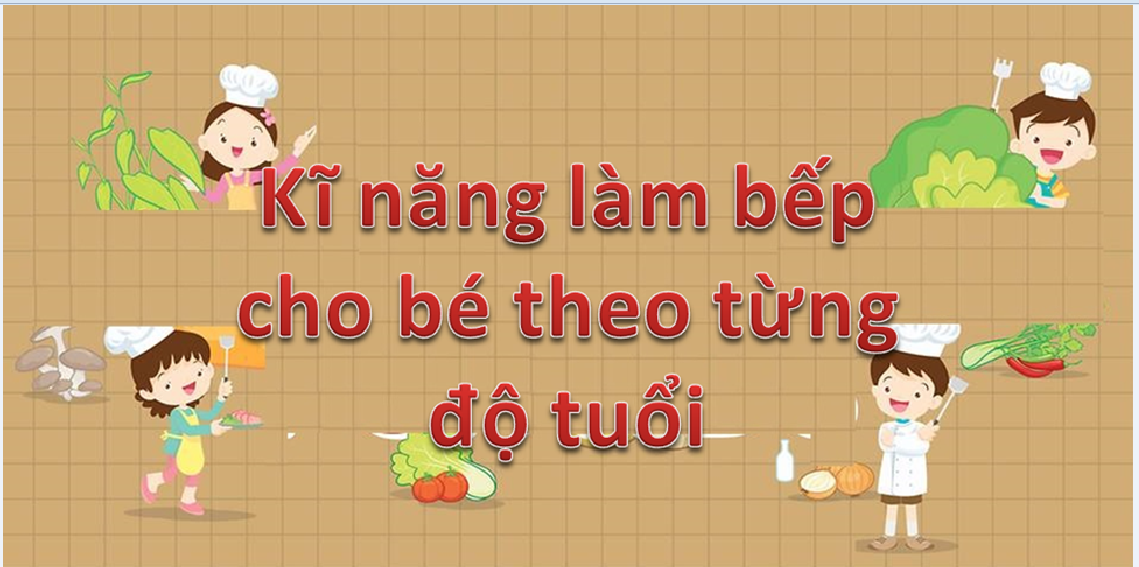 Kĩ năng làm bếp
cho bé theo từng
độ tuổi